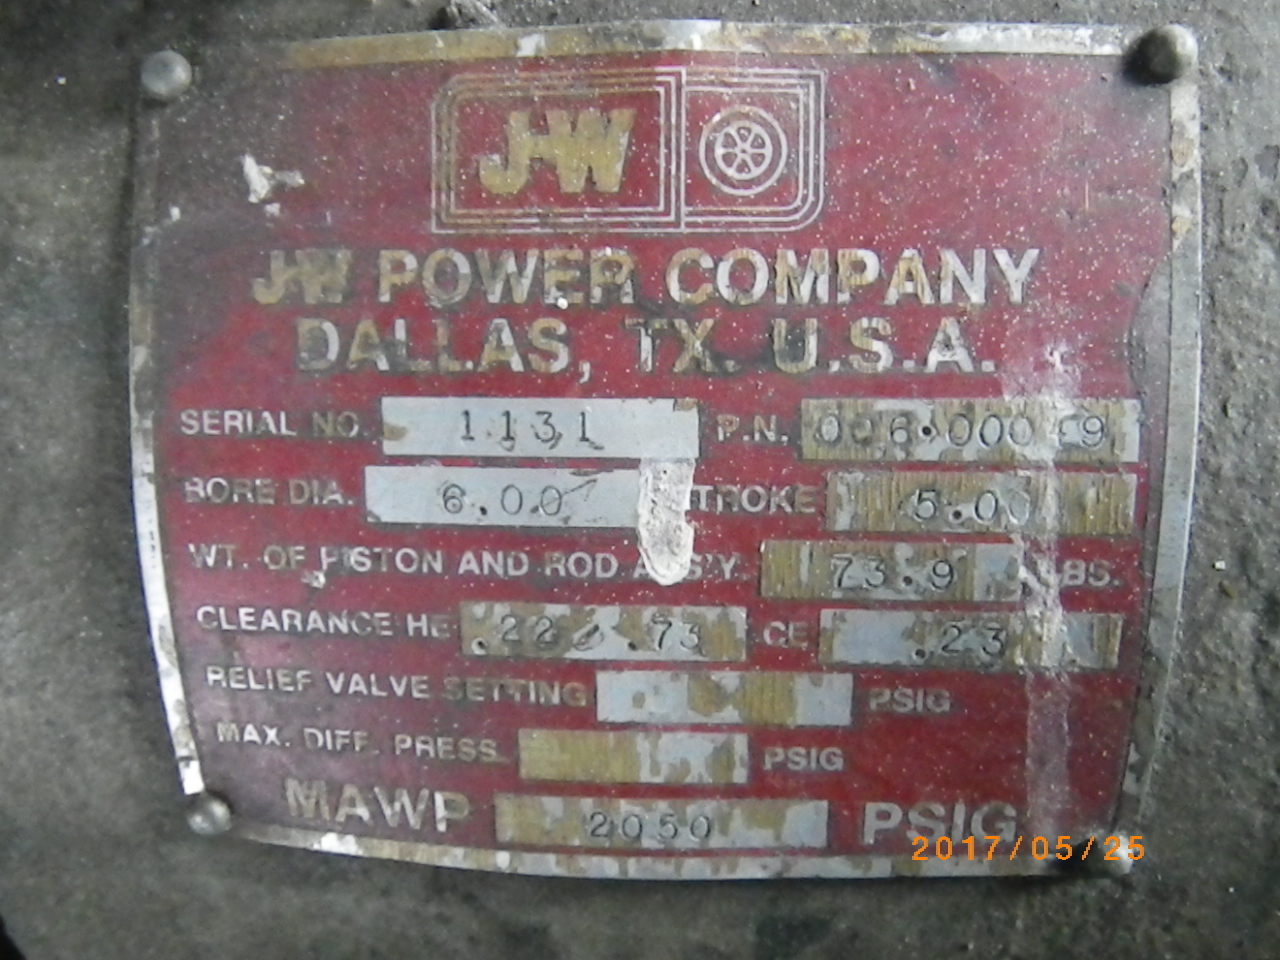 J-W
J-W POWER COMPANY
DALLAS, TX. U.S.A.
SERIAL NO. 1131 P.N.
BORE DIA. 6.00 STROKE 5.00
WT. OF PISTON AND ROD ASS'Y. 73.9 LBS.
CLEARANCE HE .73 CE .23
RELIEF VALVE SETTING PSIG
MAX. DIFF. PRESS. PSIG
MAWP 2050 PSIG
2017/05/25